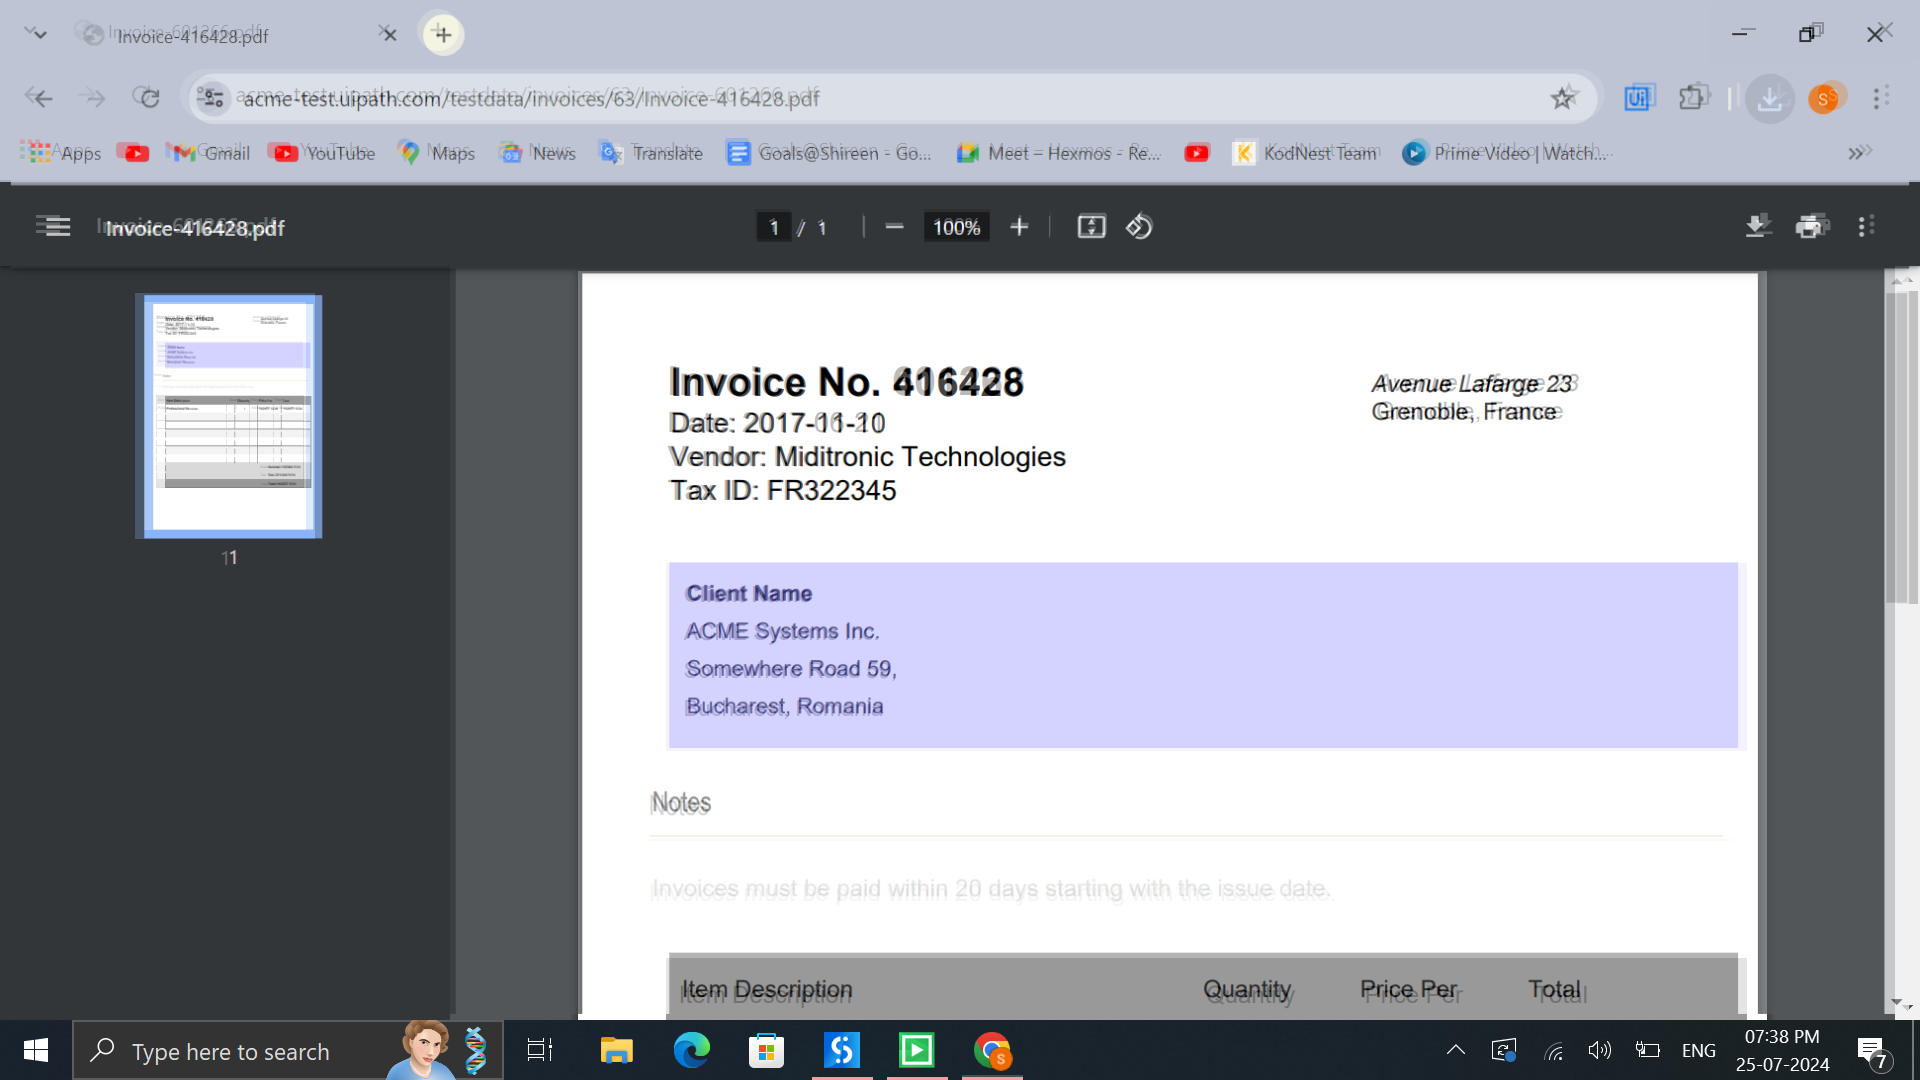 Invoice-416428.pdf
acme-test.uipath.com/testdata/invoices/63/Invoice-416428.pdf
Apps Gmail YouTube Maps News Translate Goals@Shireen - Go... Meet – Hexmos - Re... KodNest Team Prime Video | Watch...
Invoice-416428.pdf 1 / 1 100%
Invoice No. 416428
Date: 2017-11-10
Vendor: Miditronic Technologies
Tax ID: FR322345
Avenue Lafarge 23
Grenoble, France
Client Name
ACME Systems Inc.
Somewhere Road 59,
Bucharest, Romania
1
Notes
Invoices must be paid within 20 days starting with the issue date.
Item Description Quantity Price Per Total
Type here to search
ENG
07:38 PM
25-07-2024
7